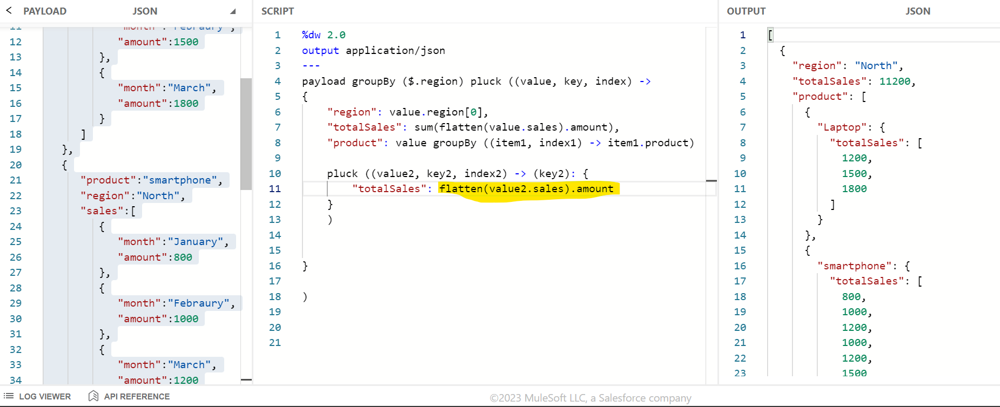 PAYLOAD JSON
11 "month":"Febraury",
12 "amount":1500
13 },
14 {
15 "month":"March",
16 "amount":1800
17 }
18 ]
19 },
20 {
21 "product":"smartphone",
22 "region":"North",
23 "sales":[
24 {
25 "month":"January",
26 "amount":800
27 },
28 {
29 "month":"Febraury",
30 "amount":1000
31 },
32 {
33 "month":"March",
34 "amount":1200
SCRIPT
1 %dw 2.0
2 output application/json
3 ---
4 payload groupBy ($.region) pluck ((value, key, index) ->
5 {
6 "region": value.region[0],
7 "totalSales": sum(flatten(value.sales).amount),
8 "product": value groupBy ((item1, index1) -> item1.product)
9
10 pluck ((value2, key2, index2) -> (key2): {
11 "totalSales": flatten(value2.sales).amount
12 }
13 )
14
15
16 }
17
18 )
19
20
21
OUTPUT JSON
1 [
2 {
3 "region": "North",
4 "totalSales": 11200,
5 "product": [
6 {
7 "Laptop": {
8 "totalSales": [
9 1200,
10 1500,
11 1800
12 ]
13 }
14 },
15 {
16 "smartphone": {
17 "totalSales": [
18 800,
19 1000,
20 1200,
21 1000,
22 1200,
23 1500
LOG VIEWER API REFERENCE
©2023 MuleSoft LLC, a Salesforce company